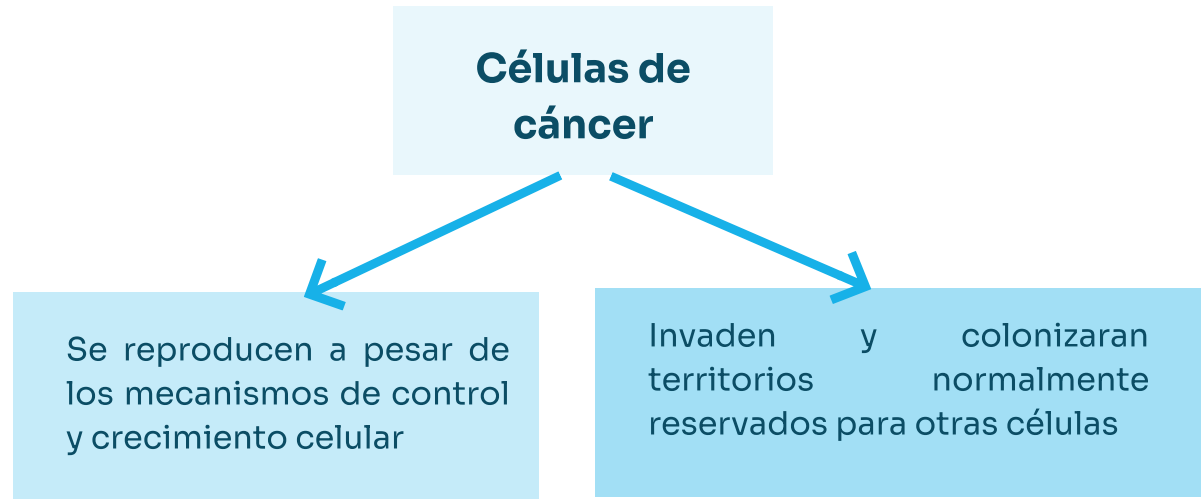 Células de
cáncer
Se reproducen a pesar de
los mecanismos de control
y crecimiento celular
Invaden y colonizaran
territorios normalmente
reservados para otras células